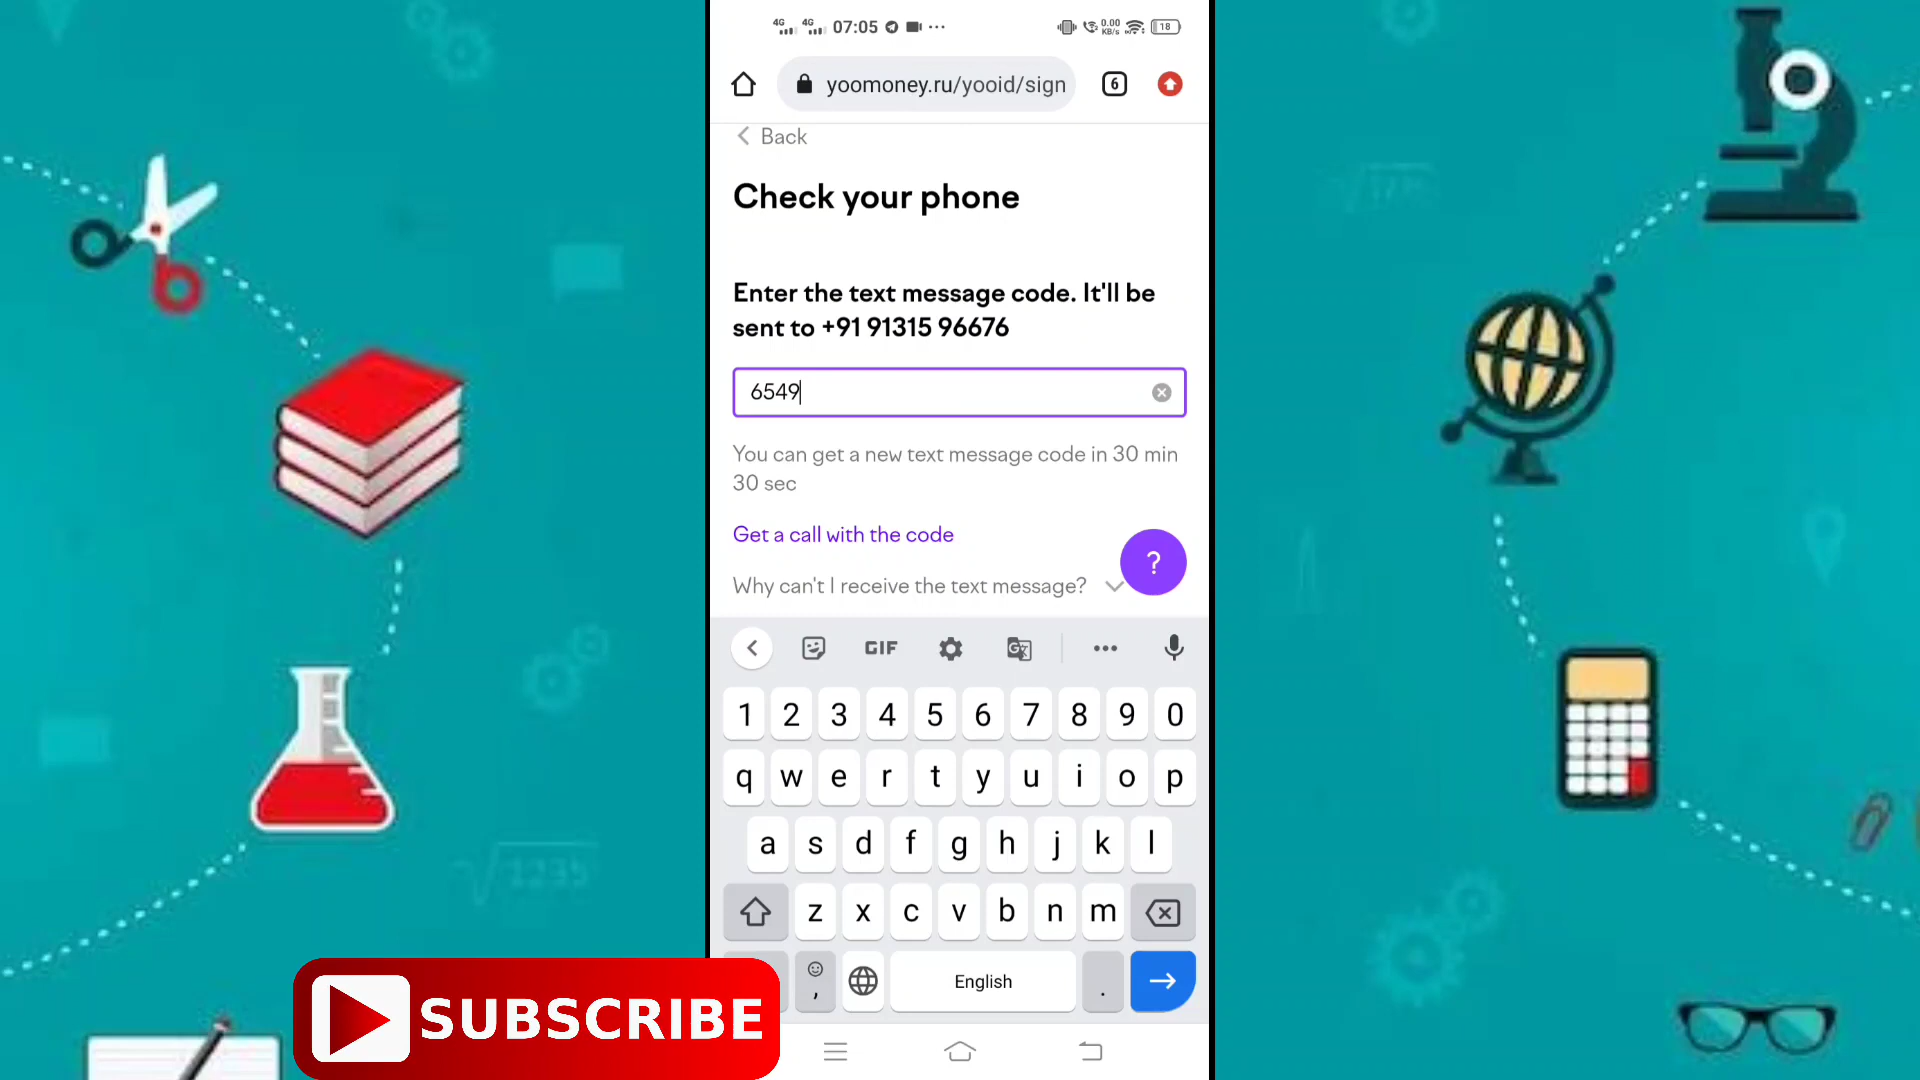 4G 4G 07:05 0.00 KB/s 18
yoomoney.ru/yooid/sign 6
Back
Check your phone
Enter the text message code. It'll be
sent to +91 91315 96676
6549
You can get a new text message code in 30 min
30 sec
Get a call with the code
?
Why can't I receive the text message?
GIF
1 2 3 4 5 6 7 8 9 0
q w e r t y u i o p
a s d f g h j k l
z x c v b n m
, English .
SUBSCRIBE
√1235